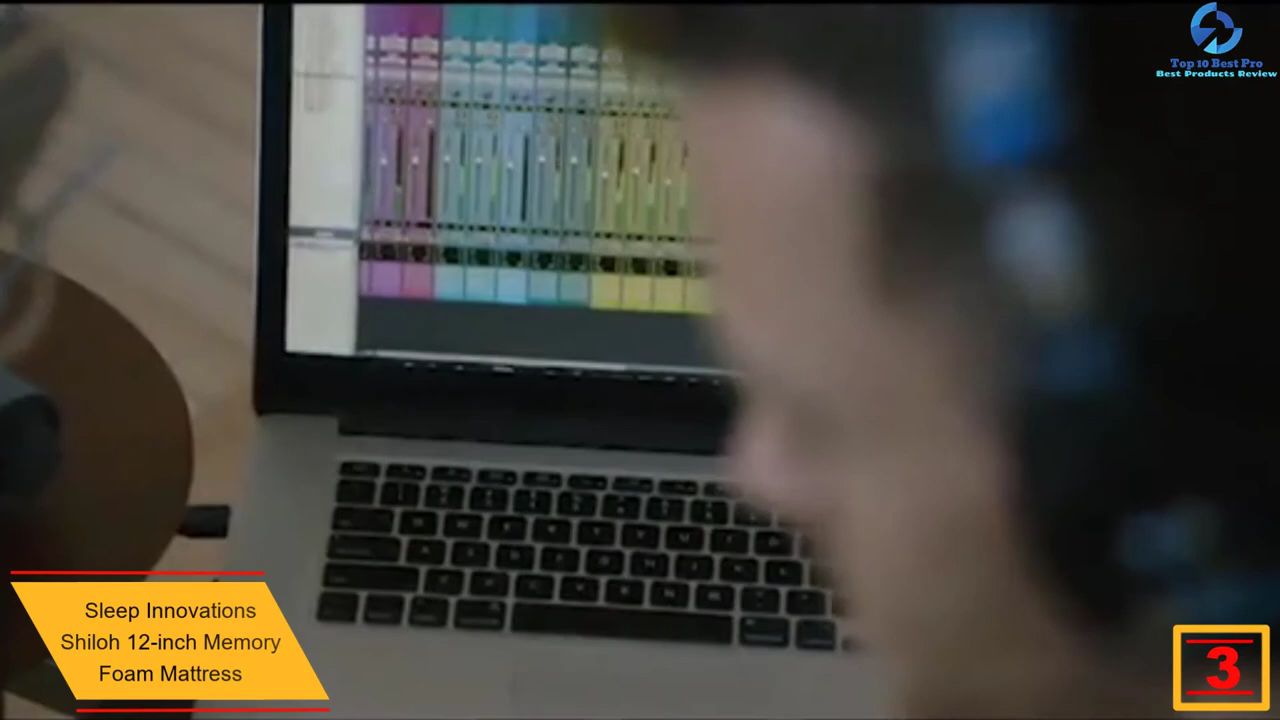 Top 10 Best Pro
Best Products Review
Sleep Innovations
Shiloh 12-inch Memory
Foam Mattress
3